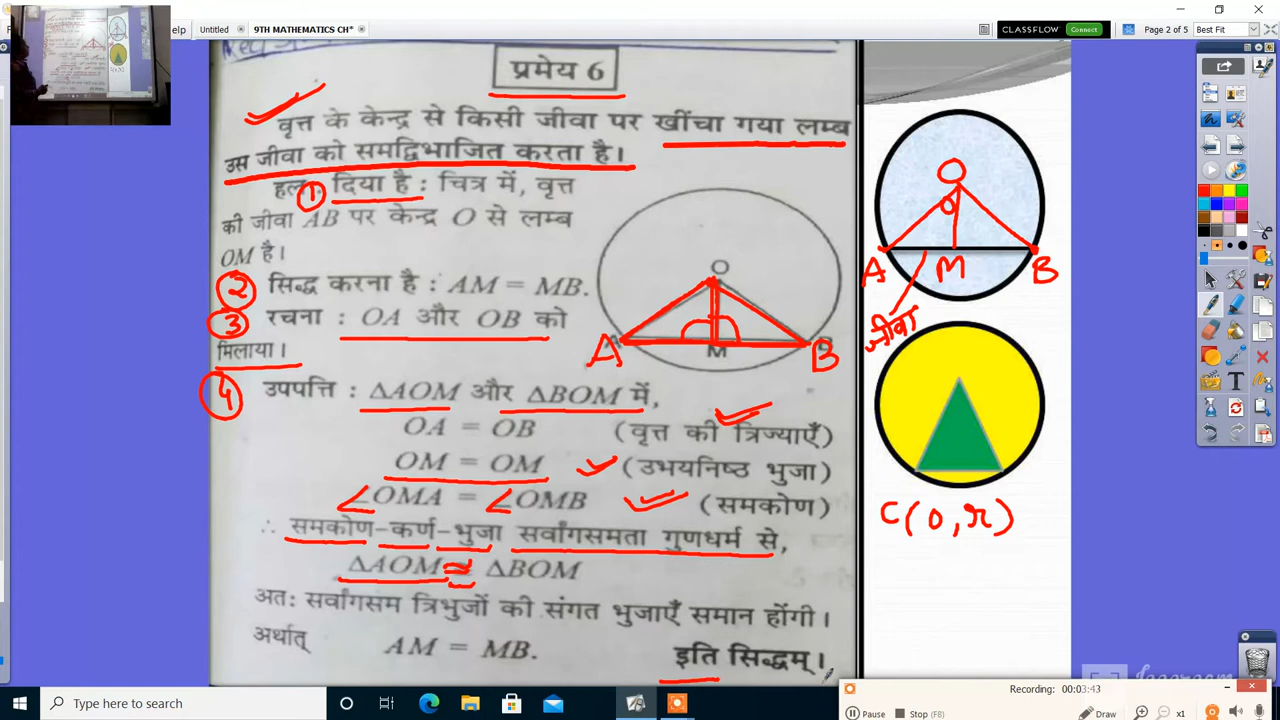 Help
Untitled
9TH MATHEMATICS CH*
CLASSFLOW
Connect
Page 2 of 5
Best Fit
प्रमेय 6
वृत्त के केन्द्र से किसी जीवा पर खींचा गया लम्ब
उस जीवा को समद्विभाजित करता है।
हल 1 दिया है : चित्र में, वृत्त
की जीवा AB पर केन्द्र O से लम्ब
OM है।
2 सिद्ध करना है : AM = MB.
3 रचना : OA और OB को
मिलाया।
4 उपपत्ति : ΔAOM और ΔBOM में,
OA = OB (वृत्त की त्रिज्याएँ)
OM = OM (उभयनिष्ठ भुजा)
∠OMA = ∠OMB (समकोण)
∴ समकोण-कर्ण-भुजा सर्वांगसमता गुणधर्म से,
ΔAOM ≅ ΔBOM
अतः सर्वांगसम त्रिभुजों की संगत भुजाएँ समान होंगी।
अर्थात् AM = MB. इति सिद्धम्।
O
A M B
O
A M B
जीवा
C(O,r)
Recording: 00:03:43
Pause
Stop (F8)
Draw
x1
Type here to search